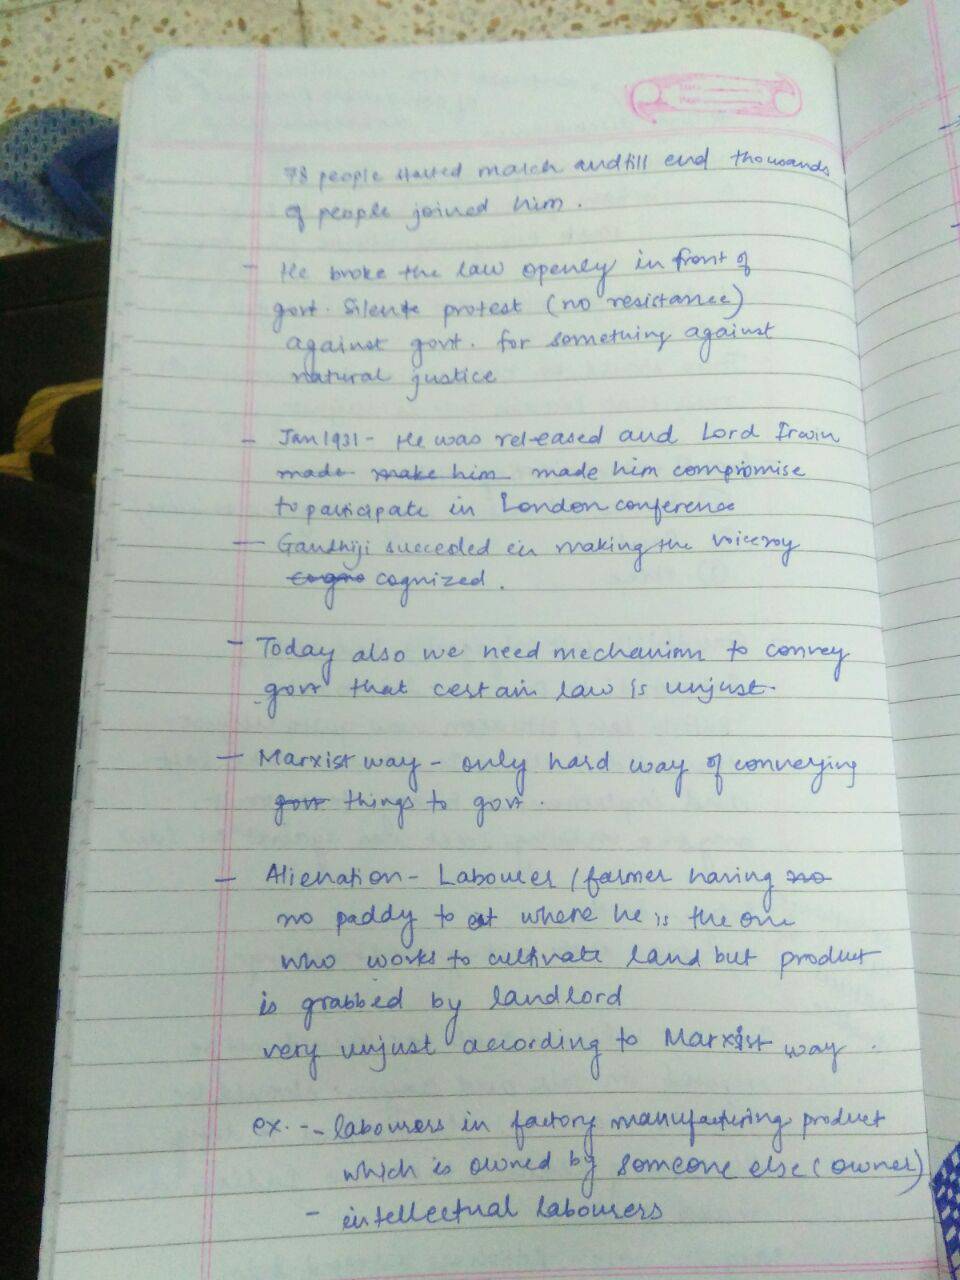 78 people started march and till end thousands
of people joined him.
- He broke the law openly in front of
govt. Silente protest (no resistance)
against govt. for something against
natural justice
- Jan 1931 - He was released and Lord Irwin
made make him made him compromise
to participate in London conference
- Gandhiji succeded in making the voiceroy
cogno cognized.
- Today also we need mechanism to convey
govt that certain law is unjust.
- Marxist way - only hard way of conveying
govt things to govt.
- Alienation - Labourer / farmer having no
no paddy to eat where he is the one
who works to cultivate land but product
is grabbed by landlord
very unjust according to Marxist way.
ex. - labourers in factory manufacturing product
which is owned by someone else (owner)
- intellectual labourers